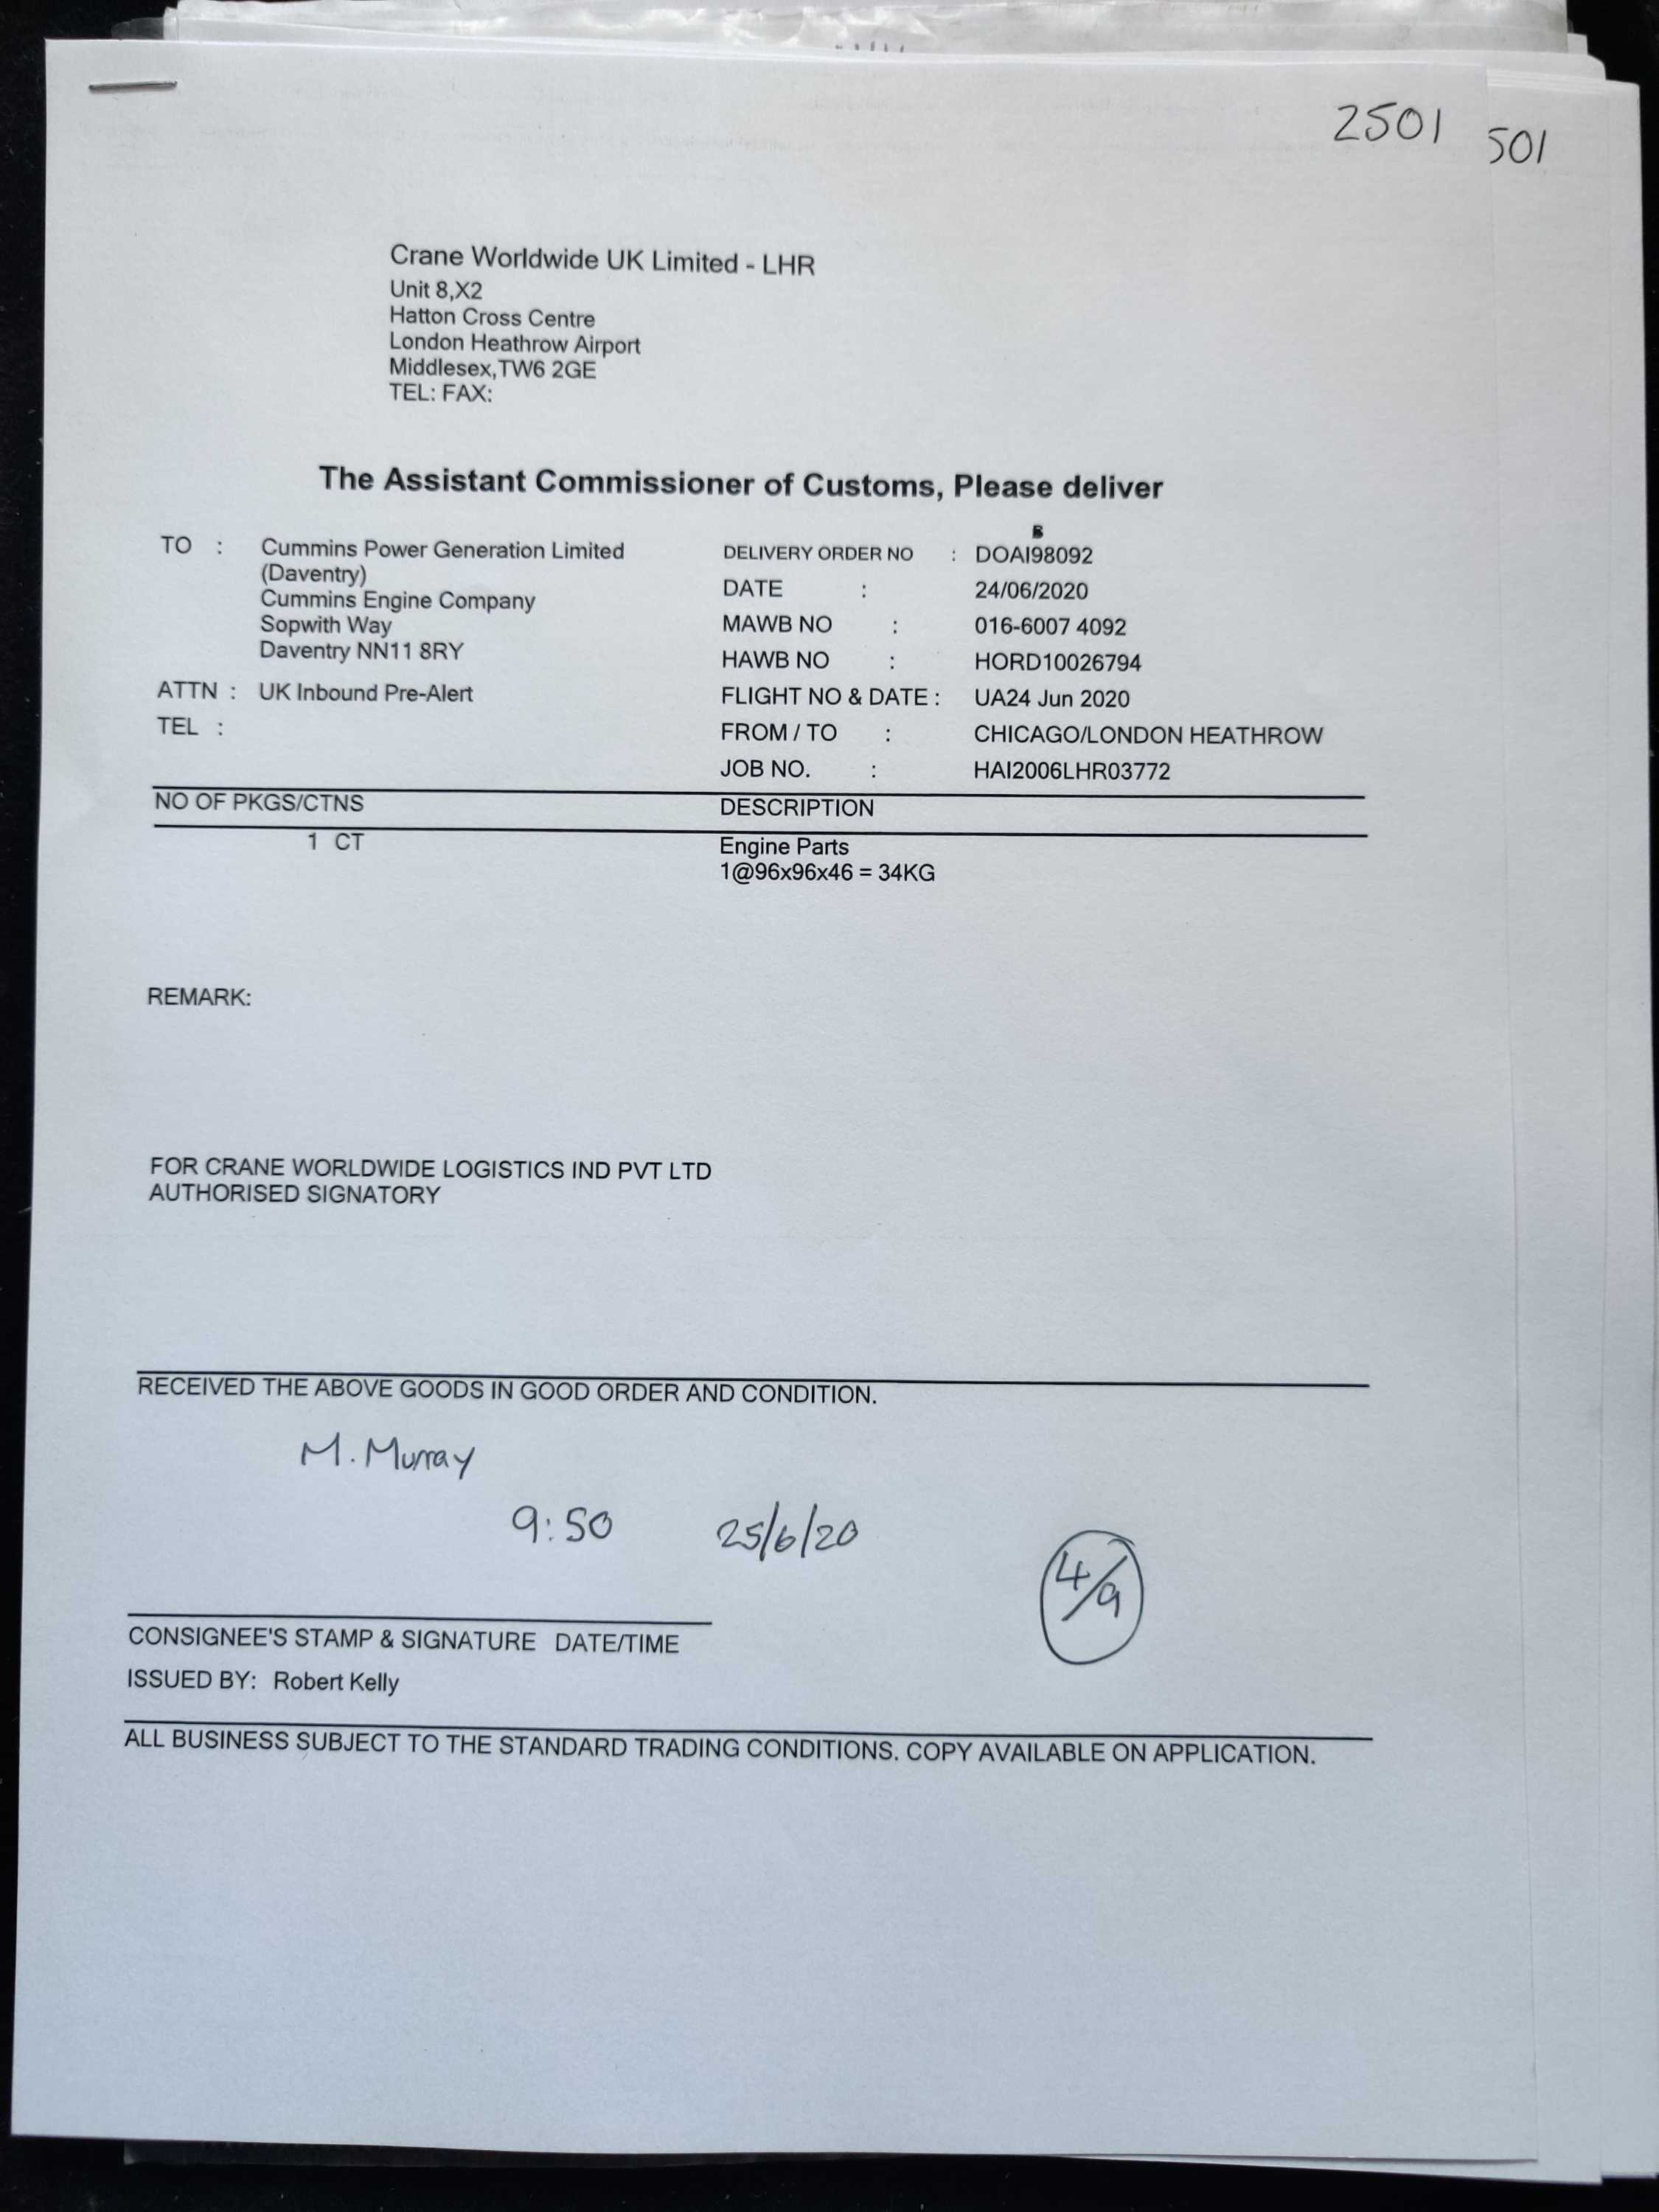 2501
501
Crane Worldwide UK Limited - LHR
Unit 8,X2
Hatton Cross Centre
London Heathrow Airport
Middlesex,TW6 2GE
TEL: FAX:
The Assistant Commissioner of Customs, Please deliver
TO : Cummins Power Generation Limited
(Daventry)
Cummins Engine Company
Sopwith Way
Daventry NN11 8RY
ATTN : UK Inbound Pre-Alert
TEL :
DELIVERY ORDER NO : DOAI98092
DATE : 24/06/2020
MAWB NO : 016-6007 4092
HAWB NO : HORD10026794
FLIGHT NO & DATE : UA24 Jun 2020
FROM / TO : CHICAGO/LONDON HEATHROW
JOB NO. : HAI2006LHR03772
NO OF PKGS/CTNS DESCRIPTION
1 CT Engine Parts
1@96x96x46 = 34KG
REMARK:
FOR CRANE WORLDWIDE LOGISTICS IND PVT LTD
AUTHORISED SIGNATORY
RECEIVED THE ABOVE GOODS IN GOOD ORDER AND CONDITION.
M. Murray
9:50 25/6/20
4/9
CONSIGNEE'S STAMP & SIGNATURE DATE/TIME
ISSUED BY: Robert Kelly
ALL BUSINESS SUBJECT TO THE STANDARD TRADING CONDITIONS. COPY AVAILABLE ON APPLICATION.